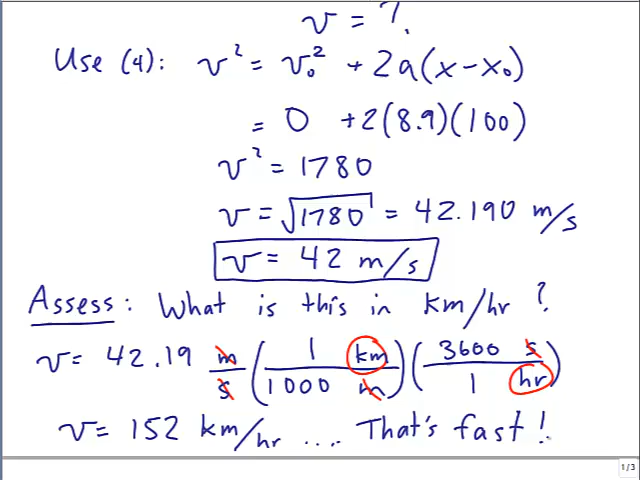 v = ?
Use (4): v² = v₀² + 2a(x-x₀)
= 0 + 2(8.9)(100)
v² = 1780
v = √1780 = 42.190 m/s
v = 42 m/s
Assess: What is this in km/hr ?
v = 42.19 m/s (1 km / 1000 m)(3600 s / 1 hr)
v = 152 km/hr .... That's fast!
1/3